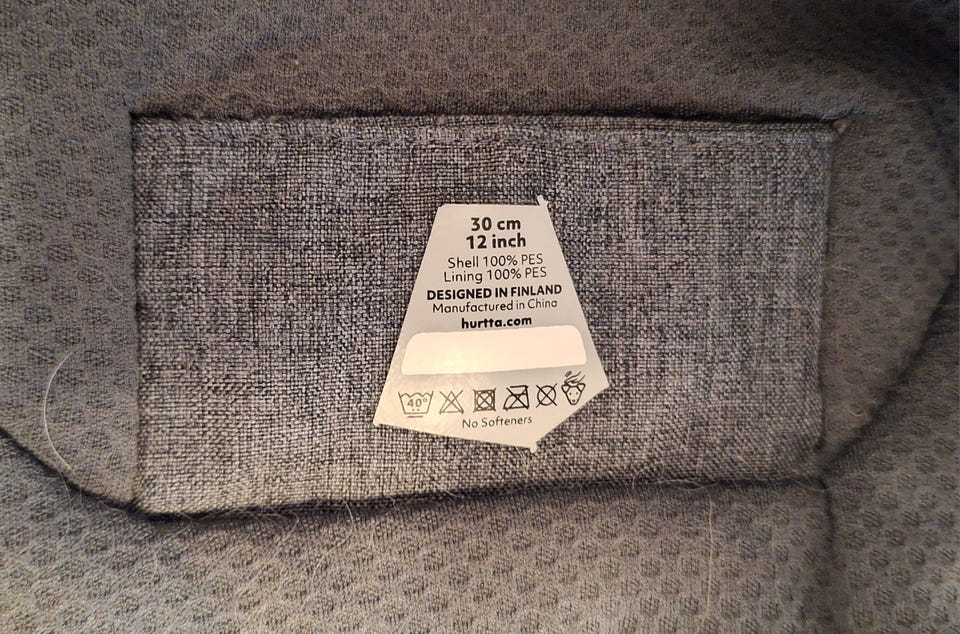 30 cm
12 inch
Shell 100% PES
Lining 100% PES
DESIGNED IN FINLAND
Manufactured in China
hurtta.com
40°
No Softeners